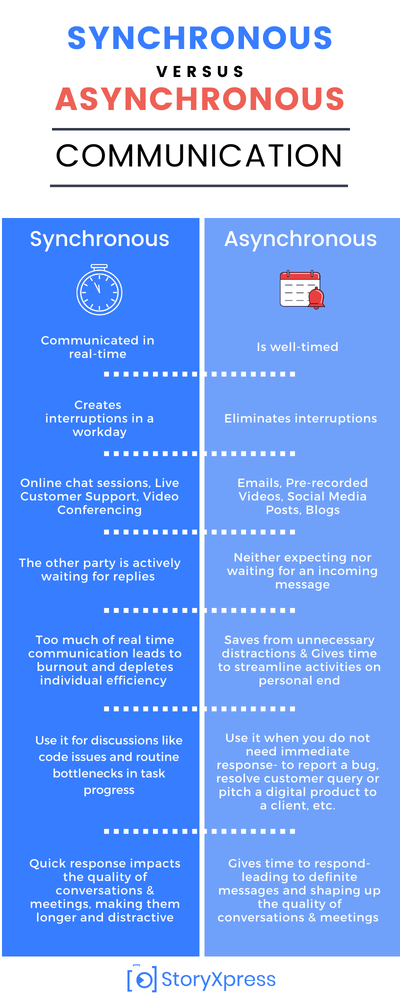 SYNCHRONOUS
VERSUS
ASYNCHRONOUS
COMMUNICATION
Synchronous
Asynchronous
Communicated in
real-time
Is well-timed
Creates
interruptions in a
workday
Eliminates interruptions
Online chat sessions, Live
Customer Support, Video
Conferencing
Emails, Pre-recorded
Videos, Social Media
Posts, Blogs
The other party is actively
waiting for replies
Neither expecting nor
waiting for an incoming
message
Too much of real time
communication leads to
burnout and depletes
individual efficiency
Saves from unnecessary
distractions & Gives time
to streamline activities on
personal end
Use it for discussions like
code issues and routine
bottlenecks in task
progress
Use it when you do not
need immediate
response- to report a bug,
resolve customer query or
pitch a digital product to
a client, etc.
Quick response impacts
the quality of
conversations &
meetings, making them
longer and distractive
Gives time to respond-
leading to definite
messages and shaping up
the quality of
conversations & meetings
StoryXpress